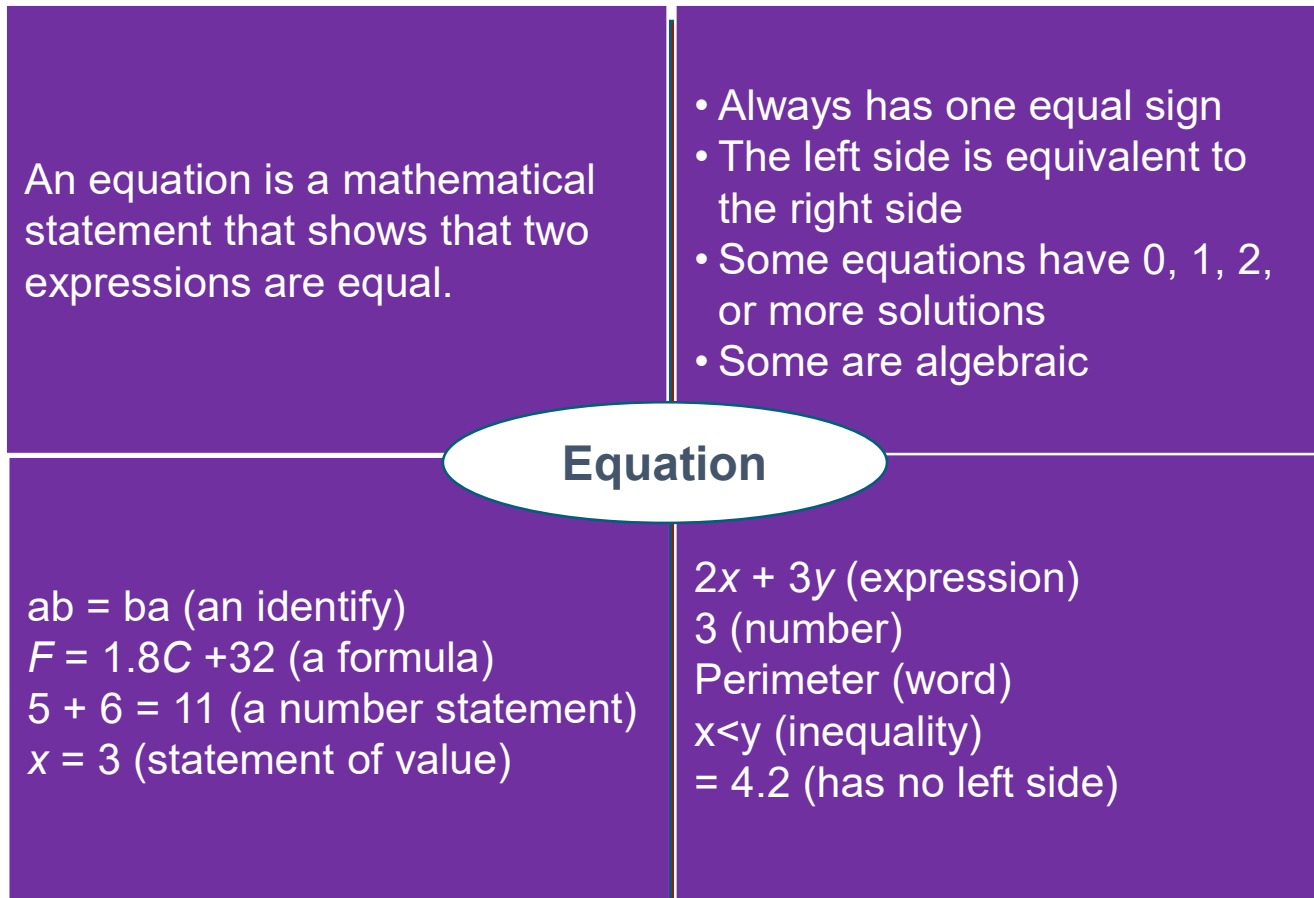 An equation is a mathematical
statement that shows that two
expressions are equal.
• Always has one equal sign
• The left side is equivalent to
the right side
• Some equations have 0, 1, 2,
or more solutions
• Some are algebraic
Equation
ab = ba (an identify)
F = 1.8C +32 (a formula)
5 + 6 = 11 (a number statement)
x = 3 (statement of value)
2x + 3y (expression)
3 (number)
Perimeter (word)
x<y (inequality)
= 4.2 (has no left side)